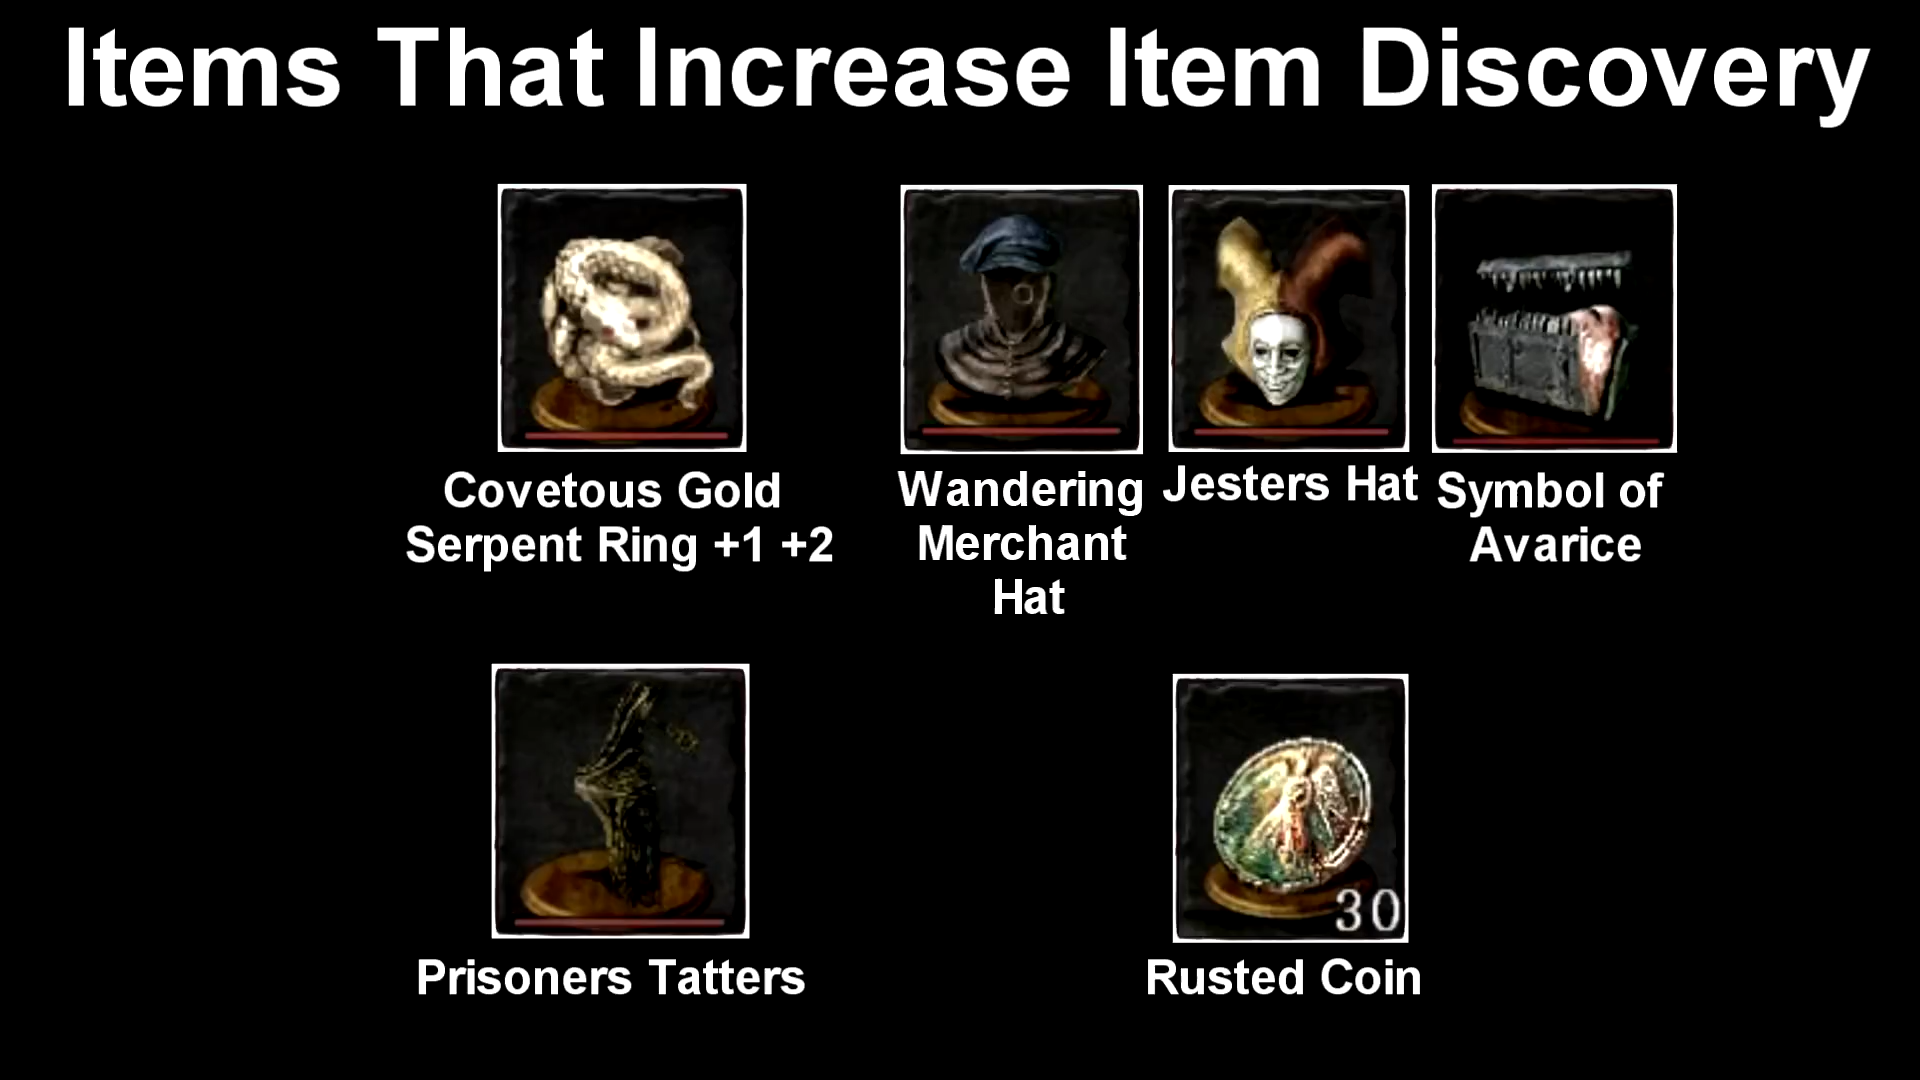 Items That Increase Item Discovery
Covetous Gold
Serpent Ring +1 +2
Wandering
Merchant
Hat
Jesters Hat
Symbol of
Avarice
Prisoners Tatters
30
Rusted Coin